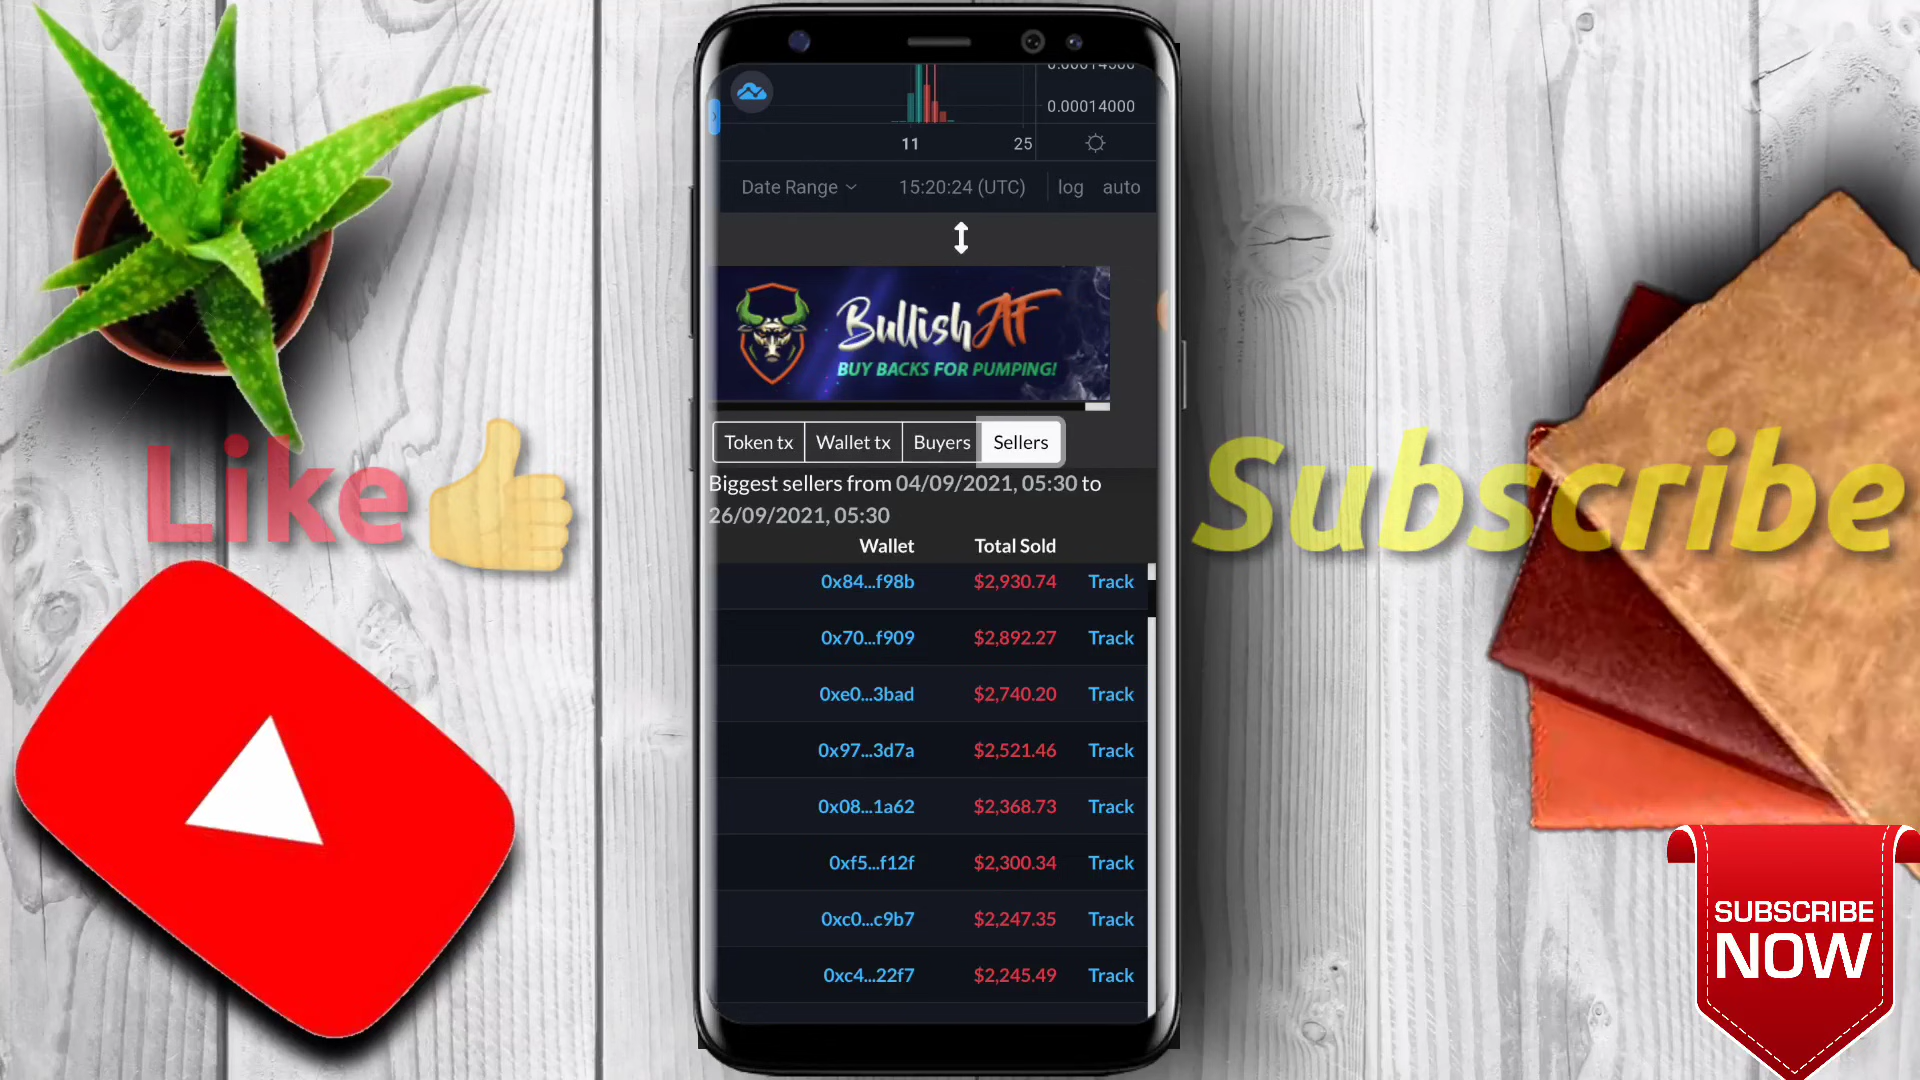 0.00014500
0.00014000
11 25
Date Range 15:20:24 (UTC) log auto
BullishAF
BUY BACKS FOR PUMPING!
Token tx Wallet tx Buyers Sellers
Biggest sellers from 04/09/2021, 05:30 to
26/09/2021, 05:30
Wallet Total Sold
0x84...f98b $2,930.74 Track
0x70...f909 $2,892.27 Track
0xe0...3bad $2,740.20 Track
0x97...3d7a $2,521.46 Track
0x08...1a62 $2,368.73 Track
0xf5...f12f $2,300.34 Track
0xc0...c9b7 $2,247.35 Track
0xc4...22f7 $2,245.49 Track
Like
Subscribe
SUBSCRIBE
NOW